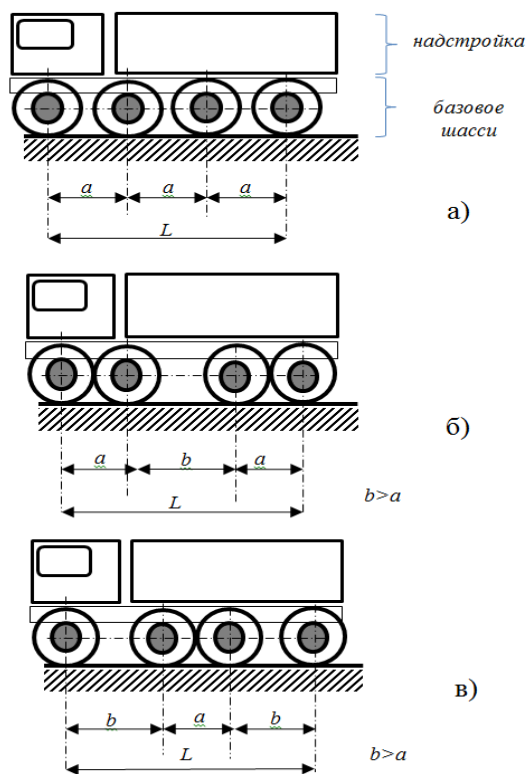 надстройка
базовое
шасси
a a a
L
а)
a b a
L
б)
b>a
b a b
L
в)
b>a